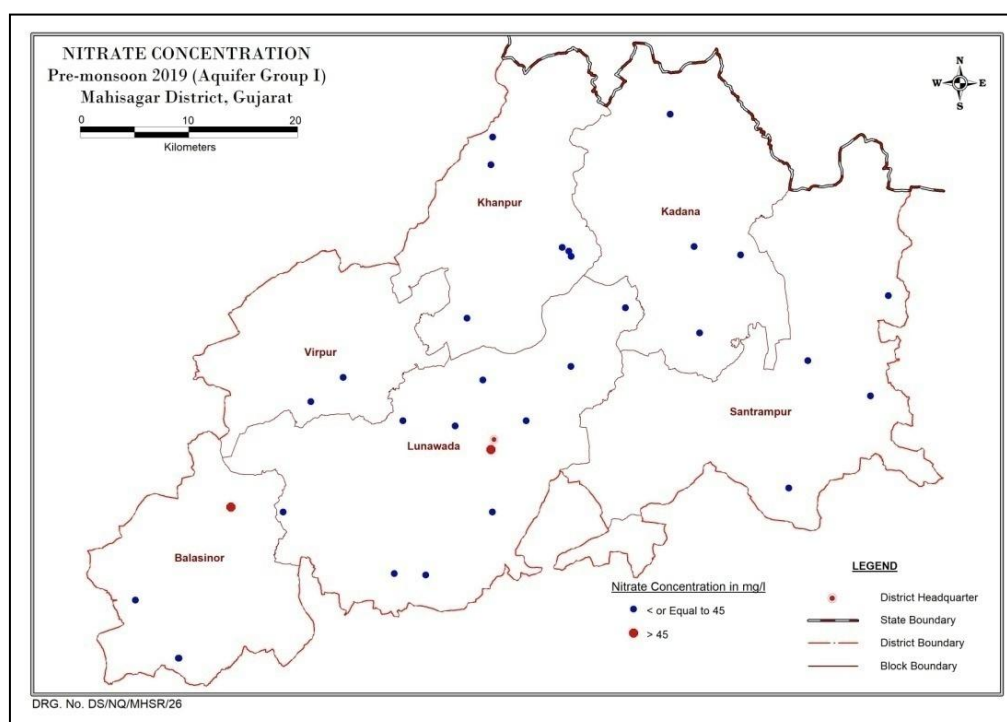 NITRATE CONCENTRATION
Pre-monsoon 2019 (Aquifer Group I)
Mahisagar District, Gujarat
0 10 20
Kilometers
N
W E
S
Khanpur
Kadana
Virpur
Santrampur
Lunawada
Balasinor
Nitrate Concentration in mg/l
< or Equal to 45
> 45
LEGEND
District Headquarter
State Boundary
District Boundary
Block Boundary
DRG. No. DS/NQ/MHSR/26